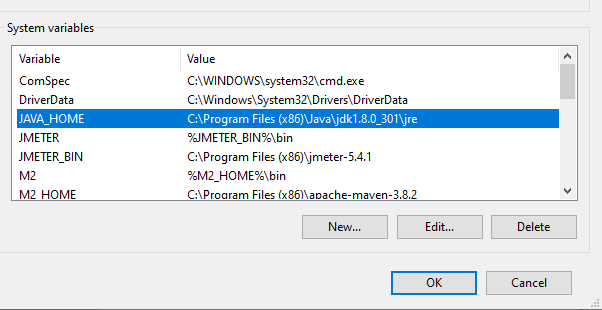 System variables
Variable Value
ComSpec C:\WINDOWS\system32\cmd.exe
DriverData C:\Windows\System32\Drivers\DriverData
JAVA_HOME C:\Program Files (x86)\Java\jdk1.8.0_301\jre
JMETER %JMETER_BIN%\bin
JMETER_BIN C:\Program Files (x86)\jmeter-5.4.1
M2 %M2_HOME%\bin
M2_HOME C:\Program Files (x86)\apache-maven-3.8.2
New... Edit... Delete
OK Cancel